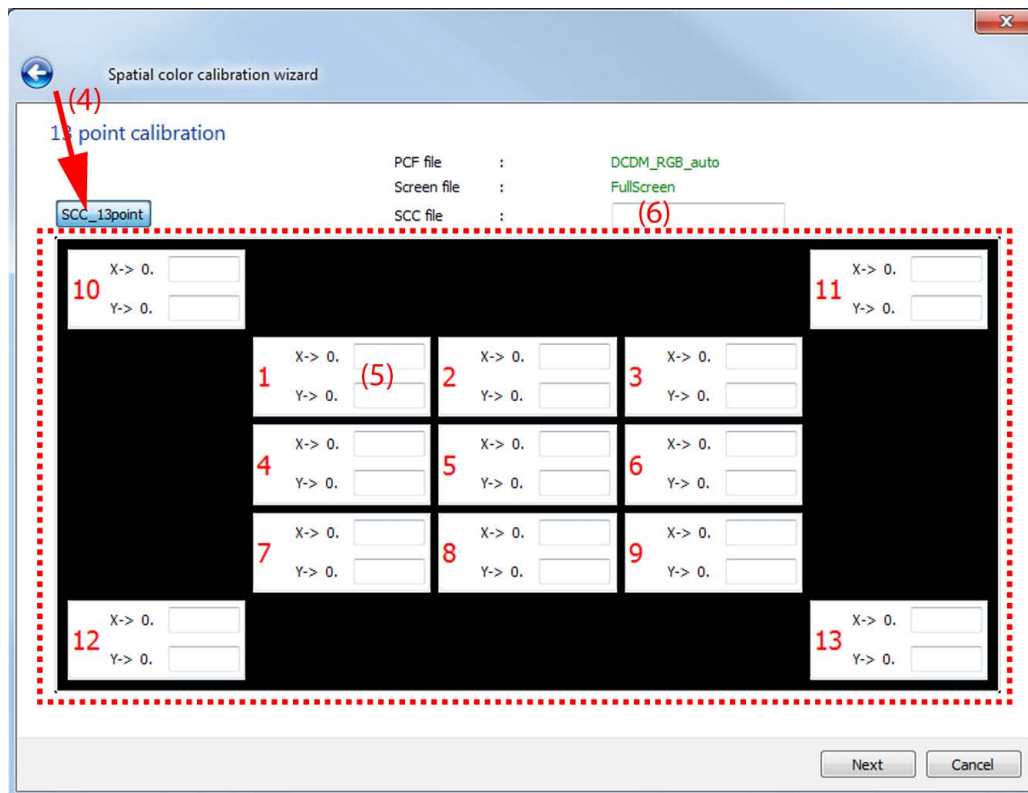 Spatial color calibration wizard
(4)
13 point calibration
PCF file : DCDM_RGB_auto
Screen file : FullScreen
SCC_13point SCC file : (6)
10 X-> 0. Y-> 0. 11 X-> 0. Y-> 0.
1 X-> 0. Y-> 0. (5) 2 X-> 0. Y-> 0. 3 X-> 0. Y-> 0.
4 X-> 0. Y-> 0. 5 X-> 0. Y-> 0. 6 X-> 0. Y-> 0.
7 X-> 0. Y-> 0. 8 X-> 0. Y-> 0. 9 X-> 0. Y-> 0.
12 X-> 0. Y-> 0. 13 X-> 0. Y-> 0.
Next Cancel